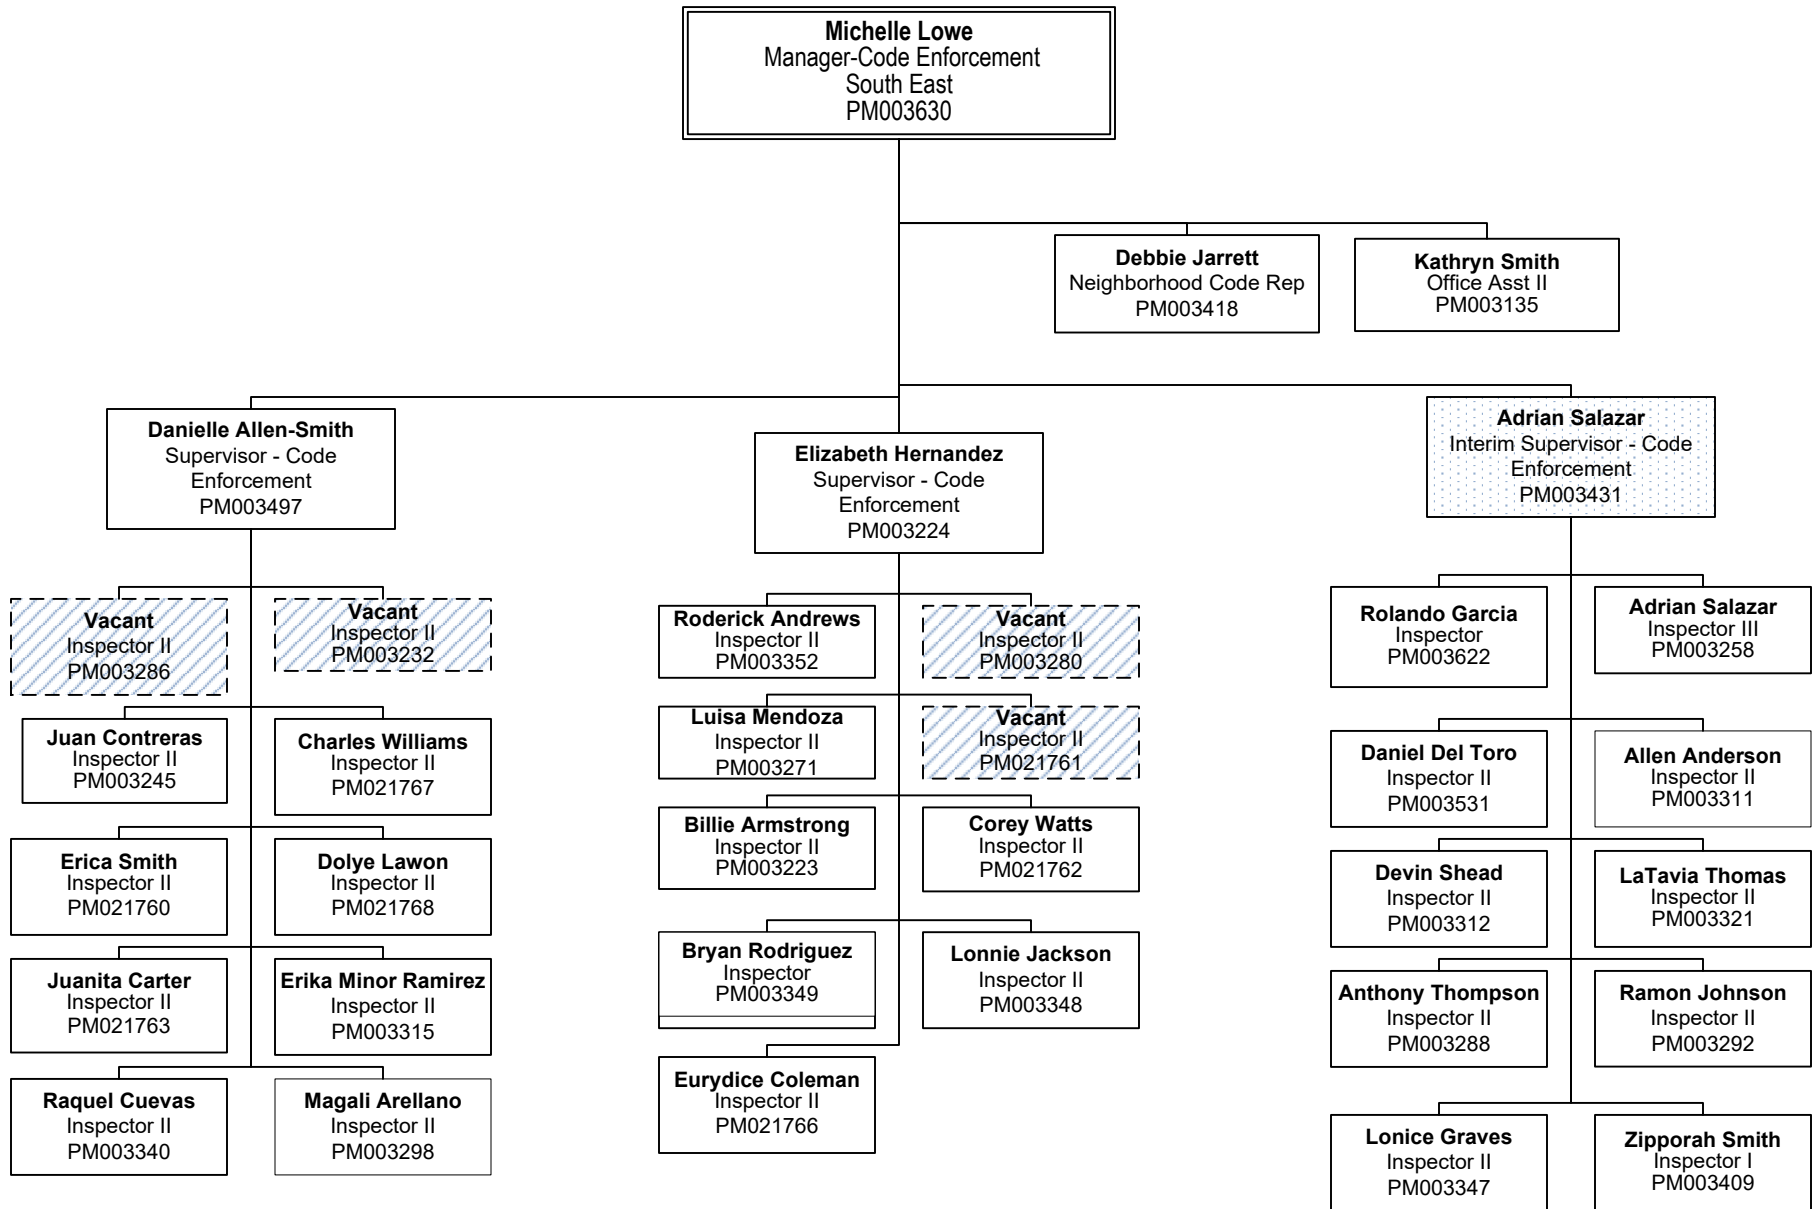 Michelle Lowe
Manager-Code Enforcement
South East
PM003630
Debbie Jarrett
Neighborhood Code Rep
PM003418
Kathryn Smith
Office Asst II
PM003135
Danielle Allen-Smith
Supervisor - Code
Enforcement
PM003497
Elizabeth Hernandez
Supervisor - Code
Enforcement
PM003224
Adrian Salazar
Interim Supervisor - Code
Enforcement
PM003431
Vacant
Inspector II
PM003286
Vacant
Inspector II
PM003232
Juan Contreras
Inspector II
PM003245
Charles Williams
Inspector II
PM021767
Erica Smith
Inspector II
PM021760
Dolye Lawon
Inspector II
PM021768
Juanita Carter
Inspector II
PM021763
Erika Minor Ramirez
Inspector II
PM003315
Raquel Cuevas
Inspector II
PM003340
Magali Arellano
Inspector II
PM003298
Roderick Andrews
Inspector II
PM003352
Vacant
Inspector II
PM003280
Luisa Mendoza
Inspector II
PM003271
Vacant
Inspector II
PM021761
Billie Armstrong
Inspector II
PM003223
Corey Watts
Inspector II
PM021762
Bryan Rodriguez
Inspector
PM003349
Lonnie Jackson
Inspector II
PM003348
Eurydice Coleman
Inspector II
PM021766
Rolando Garcia
Inspector
PM003622
Adrian Salazar
Inspector III
PM003258
Daniel Del Toro
Inspector II
PM003531
Allen Anderson
Inspector II
PM003311
Devin Shead
Inspector II
PM003312
LaTavia Thomas
Inspector II
PM003321
Anthony Thompson
Inspector II
PM003288
Ramon Johnson
Inspector II
PM003292
Lonice Graves
Inspector II
PM003347
Zipporah Smith
Inspector I
PM003409